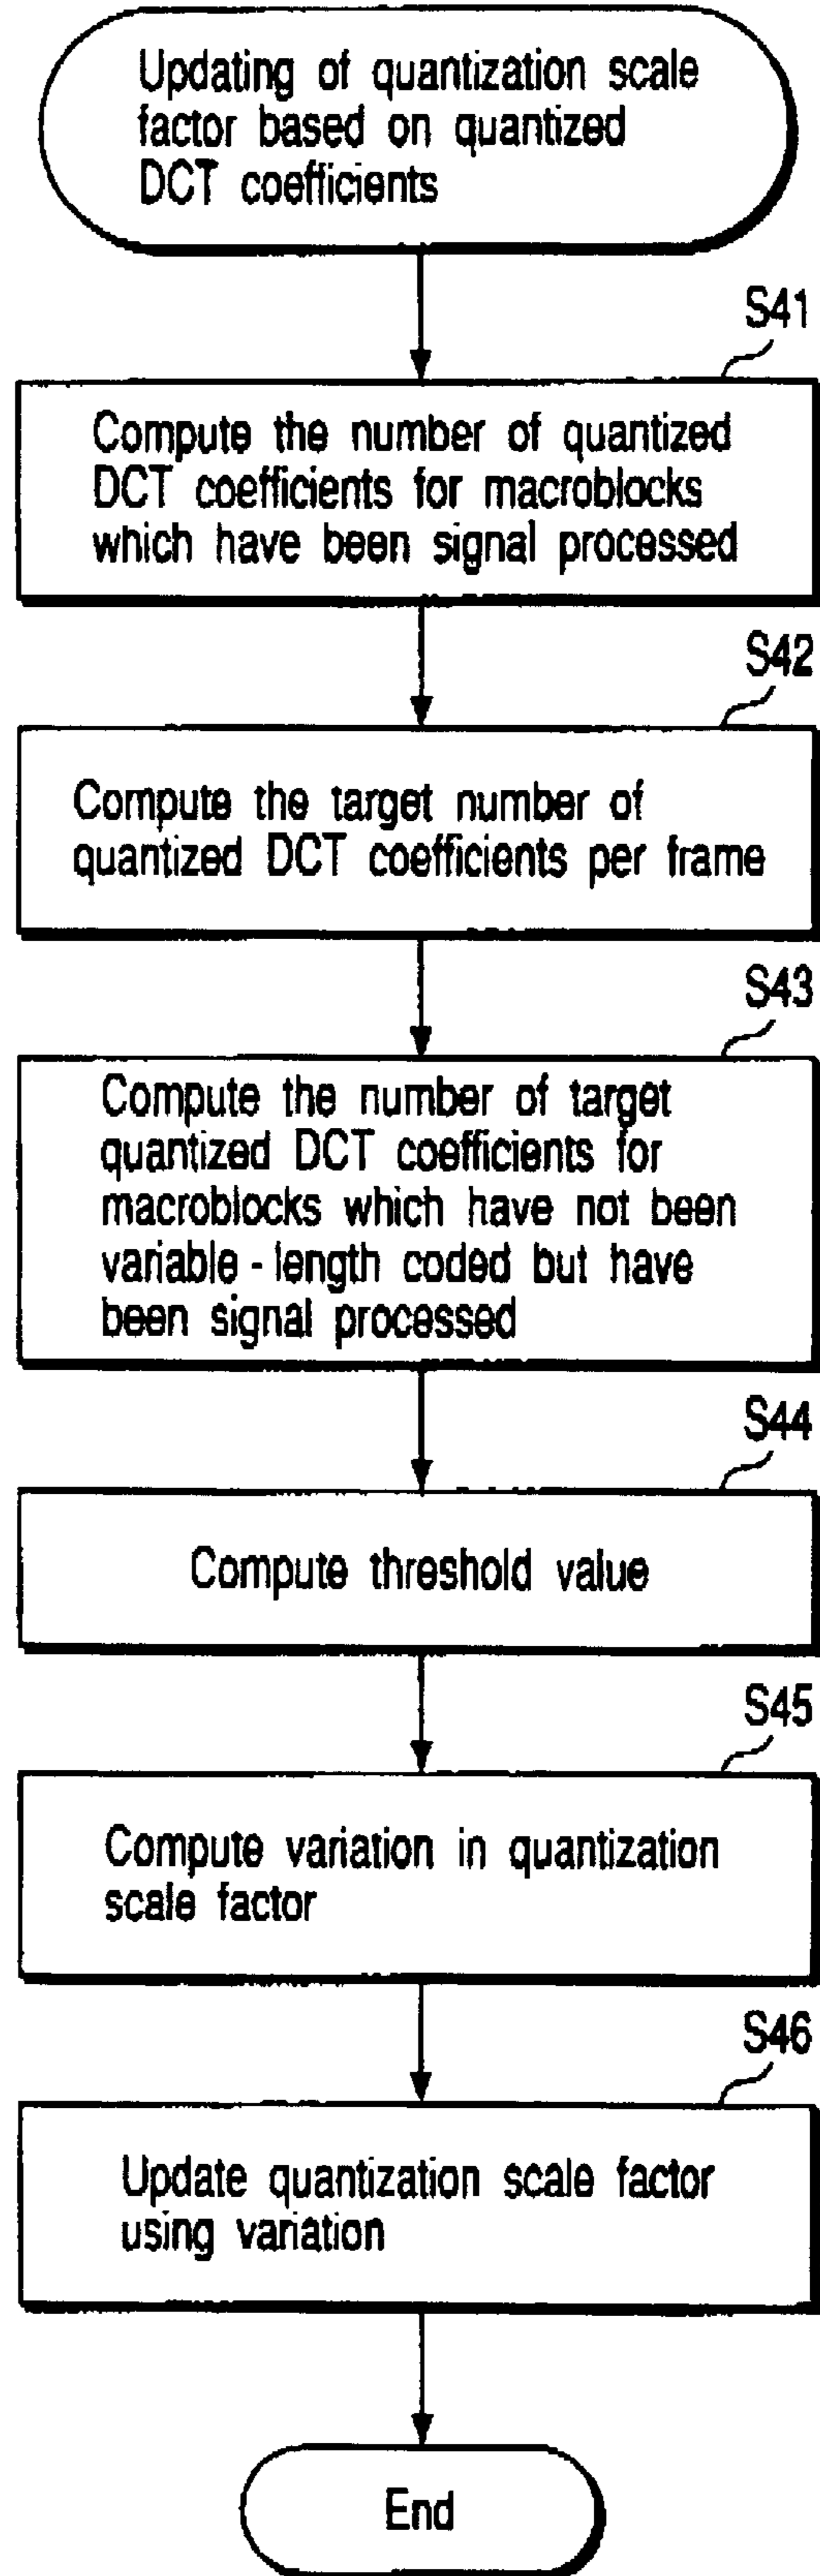 Updating of quantization scale
factor based on quantized
DCT coefficients
S41
Compute the number of quantized
DCT coefficients for macroblocks
which have been signal processed
S42
Compute the target number of
quantized DCT coefficients per frame
S43
Compute the number of target
quantized DCT coefficients for
macroblocks which have not been
variable - length coded but have
been signal processed
S44
Compute threshold value
S45
Compute variation in quantization
scale factor
S46
Update quantization scale factor
using variation
End